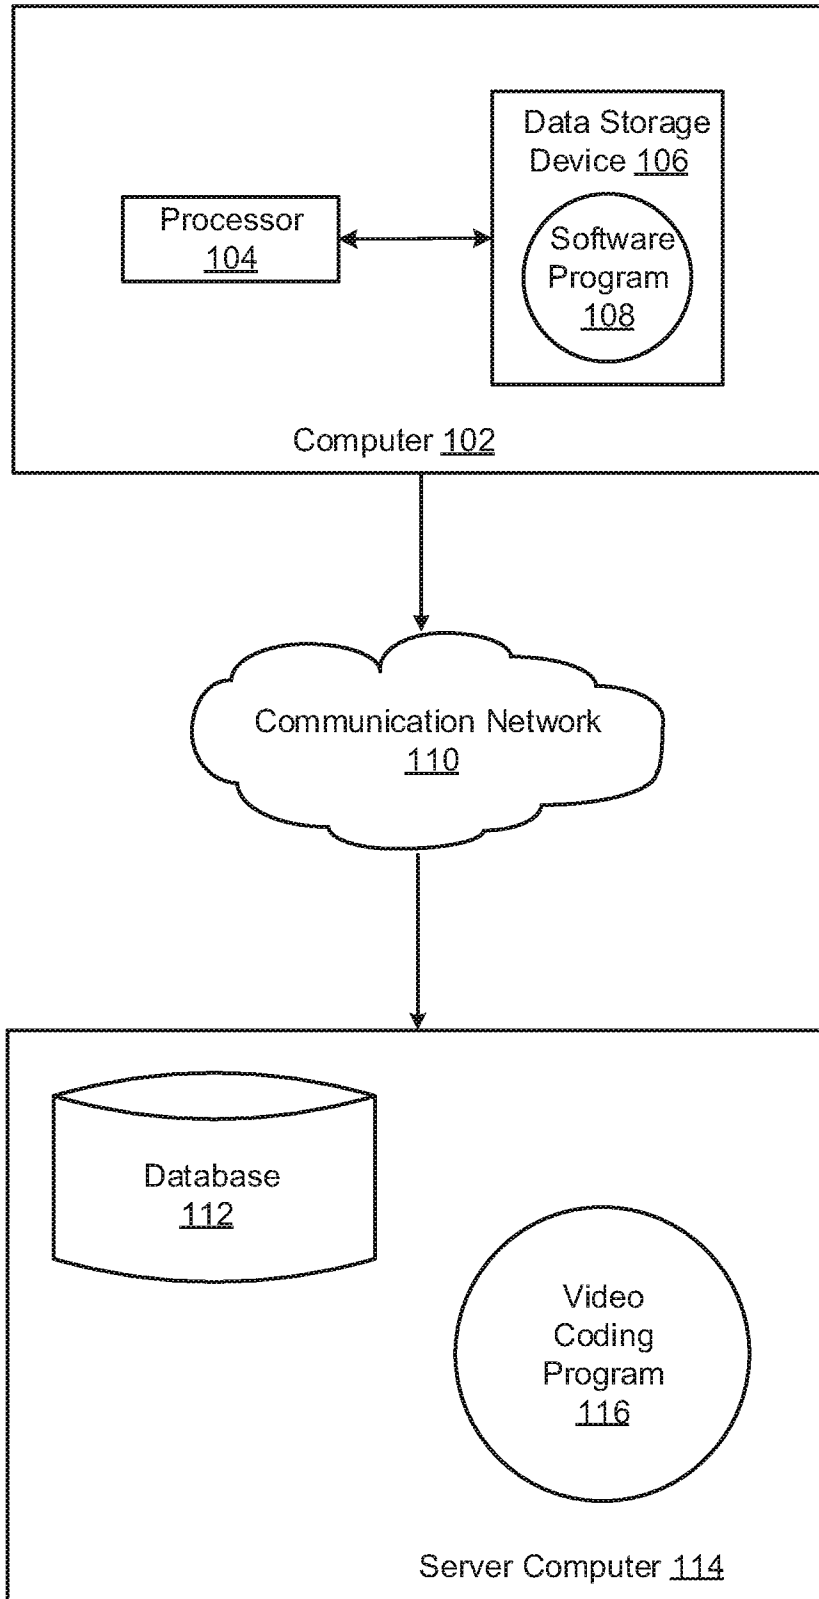 Data Storage
Device 106
Processor
104
Software
Program
108
Computer 102
Communication Network
110
Database
112
Video
Coding
Program
116
Server Computer 114